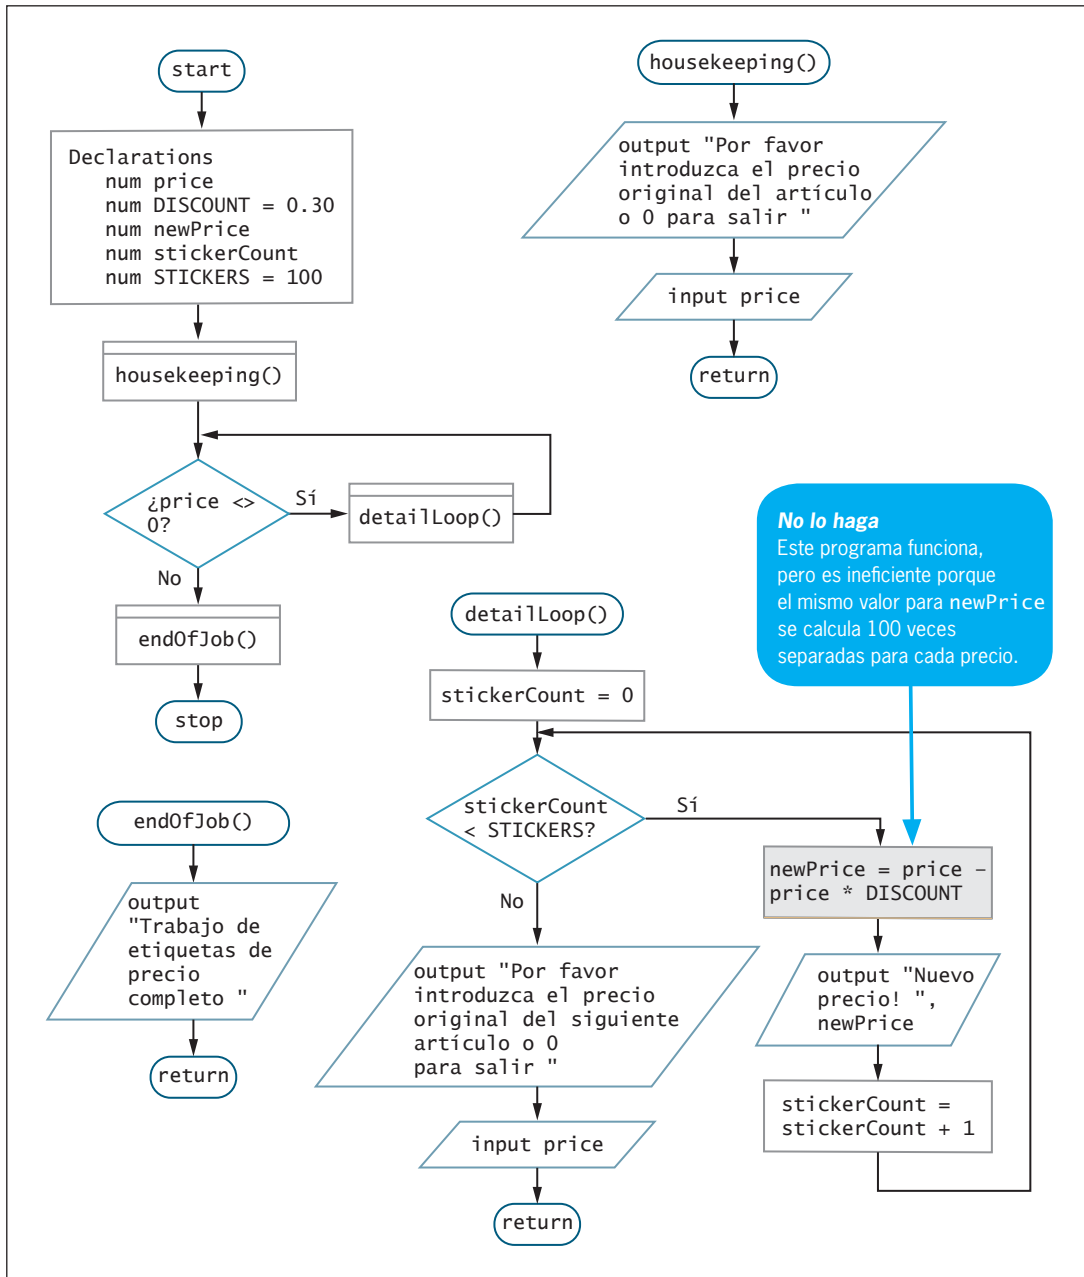 start
Declarations
num price
num DISCOUNT = 0.30
num newPrice
num stickerCount
num STICKERS = 100
housekeeping()
¿price <>
0?
Sí
detailLoop()
No
endOfJob()
stop
housekeeping()
output "Por favor
introduzca el precio
original del artículo
o 0 para salir "
input price
return
endOfJob()
output
"Trabajo de
etiquetas de
precio
completo "
return
detailLoop()
stickerCount = 0
stickerCount
< STICKERS?
Sí
No
output "Por favor
introduzca el precio
original del siguiente
artículo o 0
para salir "
input price
return
No lo haga
Este programa funciona,
pero es ineficiente porque
el mismo valor para newPrice
se calcula 100 veces
separadas para cada precio.
newPrice = price –
price * DISCOUNT
output "Nuevo
precio! ",
newPrice
stickerCount =
stickerCount + 1